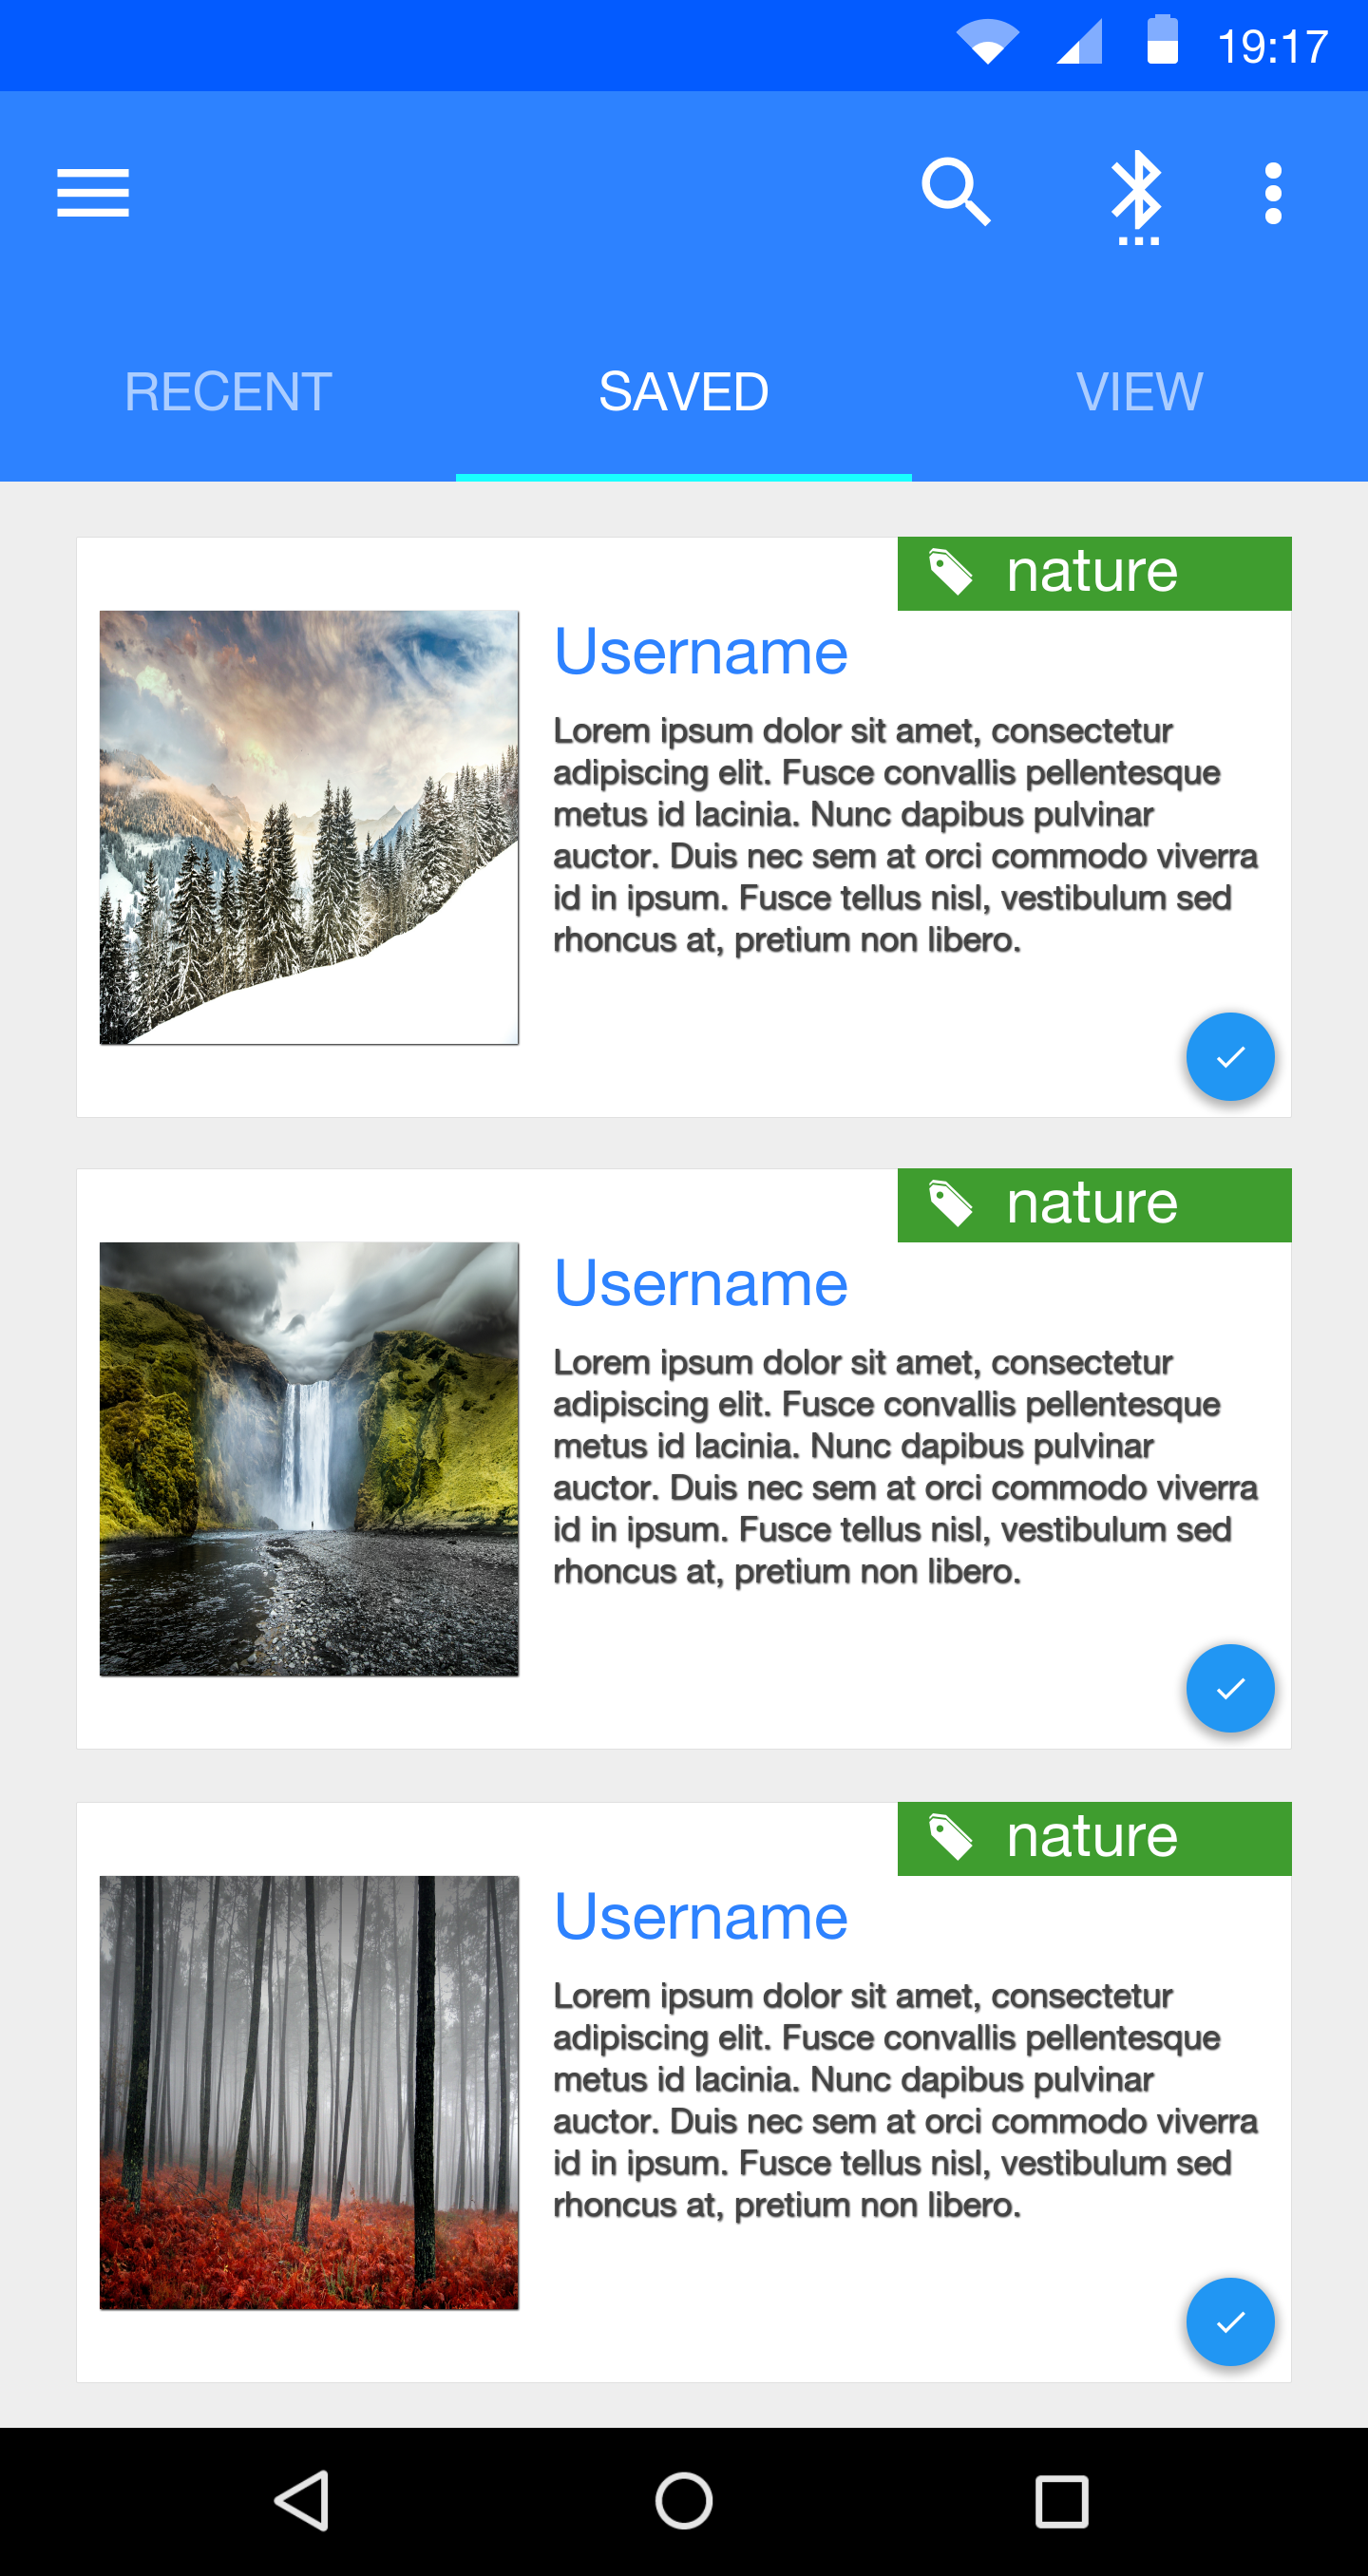 19:17
RECENT SAVED VIEW
nature
Username
Lorem ipsum dolor sit amet, consectetur
adipiscing elit. Fusce convallis pellentesque
metus id lacinia. Nunc dapibus pulvinar
auctor. Duis nec sem at orci commodo viverra
id in ipsum. Fusce tellus nisl, vestibulum sed
rhoncus at, pretium non libero.
nature
Username
Lorem ipsum dolor sit amet, consectetur
adipiscing elit. Fusce convallis pellentesque
metus id lacinia. Nunc dapibus pulvinar
auctor. Duis nec sem at orci commodo viverra
id in ipsum. Fusce tellus nisl, vestibulum sed
rhoncus at, pretium non libero.
nature
Username
Lorem ipsum dolor sit amet, consectetur
adipiscing elit. Fusce convallis pellentesque
metus id lacinia. Nunc dapibus pulvinar
auctor. Duis nec sem at orci commodo viverra
id in ipsum. Fusce tellus nisl, vestibulum sed
rhoncus at, pretium non libero.